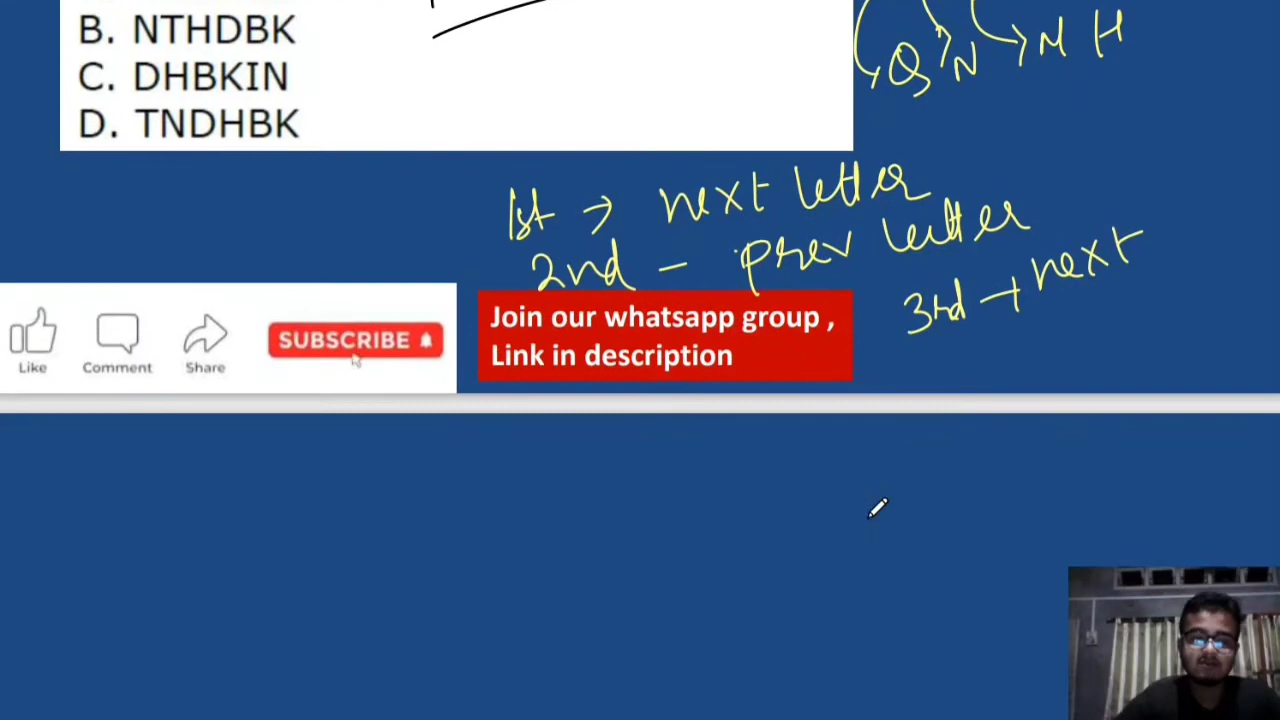 B. NTHDBK
C. DHBKIN
D. TNDHBK
Q N M H
1st → next letter
2nd - prev letter
3rd → next
Like Comment Share SUBSCRIBE
Join our whatsapp group ,
Link in description